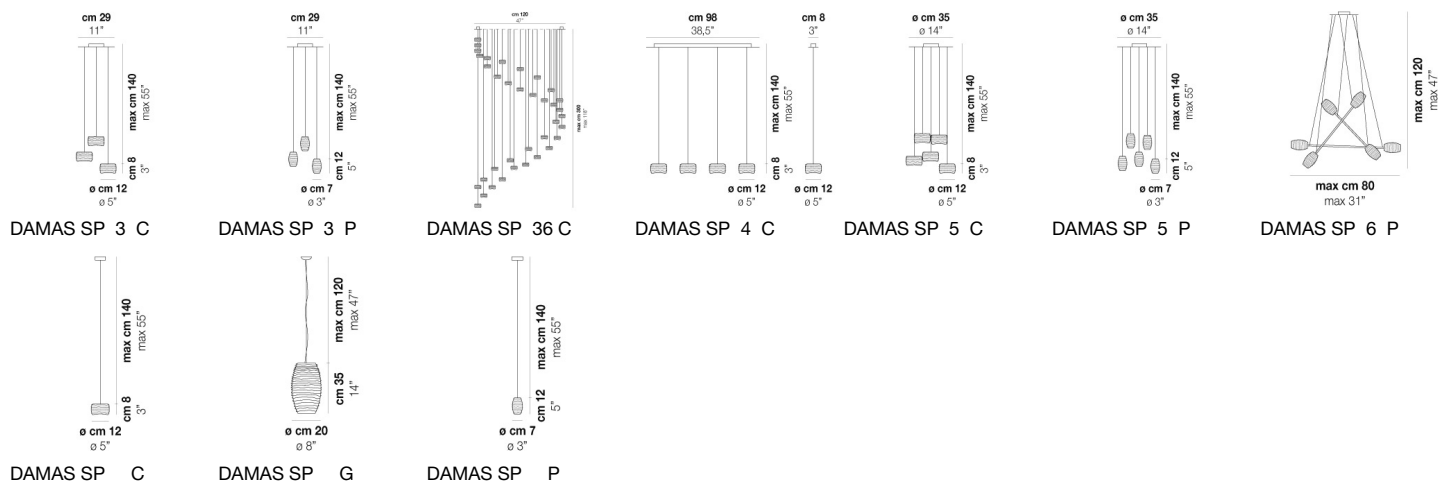 cm 29
11"
max cm 140
max 55"
cm 8
3"
ø cm 12
ø 5"
DAMAS SP 3 C
cm 29
11"
max cm 140
max 55"
cm 12
5"
ø cm 7
ø 3"
DAMAS SP 3 P
cm 120
47"
max cm 300
max 118"
DAMAS SP 36 C
cm 98
38,5"
max cm 140
max 55"
cm 8
3"
ø cm 12
ø 5"
cm 8
3"
ø cm 12
ø 5"
DAMAS SP 4 C
ø cm 35
ø 14"
max cm 140
max 55"
cm 8
3"
ø cm 12
ø 5"
DAMAS SP 5 C
ø cm 35
ø 14"
max cm 140
max 55"
cm 12
5"
ø cm 7
ø 3"
DAMAS SP 5 P
max cm 120
max 47"
max cm 80
max 31"
DAMAS SP 6 P
max cm 140
max 55"
cm 8
3"
ø cm 12
ø 5"
DAMAS SP C
max cm 120
max 47"
cm 35
14"
ø cm 20
ø 8"
DAMAS SP G
max cm 140
max 55"
cm 12
5"
ø cm 7
ø 3"
DAMAS SP P